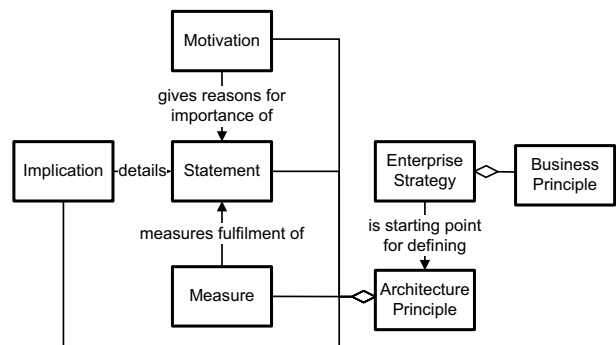 Motivation
gives reasons for
importance of
Implication
details
Statement
Enterprise
Strategy
Business
Principle
measures fulfilment of
is starting point
for defining
Measure
Architecture
Principle